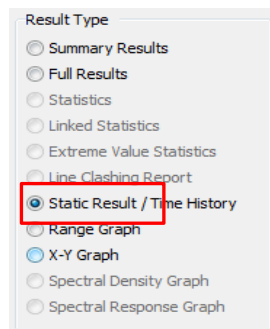 Result Type
Summary Results
Full Results
Statistics
Linked Statistics
Extreme Value Statistics
Line Clashing Report
Static Result / Time History
Range Graph
X-Y Graph
Spectral Density Graph
Spectral Response Graph